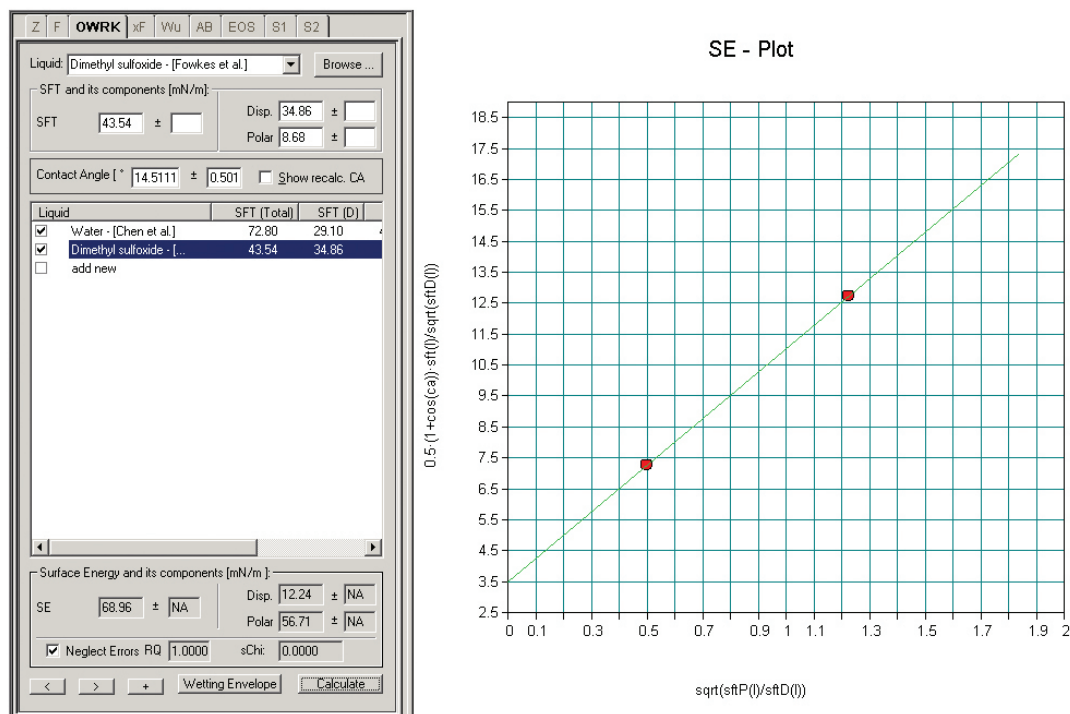 Z F OWRK xF Wu AB EOS S1 S2
Liquid: Dimethyl sulfoxide - [Fowkes et al.] Browse ...
SFT and its components [mN/m]:
SFT 43.54 ± Disp. 34.86 ±
Polar 8.68 ±
Contact Angle [ ° 14.5111 ± 0.501 Show recalc. CA
Liquid SFT (Total) SFT (D)
Water - [Chen et al.] 72.80 29.10
Dimethyl sulfoxide - [... 43.54 34.86
add new
Surface Energy and its components [mN/m ]:
SE 68.96 ± NA Disp. 12.24 ± NA
Polar 56.71 ± NA
Neglect Errors RQ 1.0000 sChi: 0.0000
< > + Wetting Envelope Calculate
SE - Plot
0.5·(1+cos(ca))·sft(l)/sqrt(sftD(l))
18.5
17.5
16.5
15.5
14.5
13.5
12.5
11.5
10.5
9.5
8.5
7.5
6.5
5.5
4.5
3.5
2.5
0 0.1 0.3 0.5 0.7 0.9 1.1 1.3 1.5 1.7 1.9 2
sqrt(sftP(l)/sftD(l))